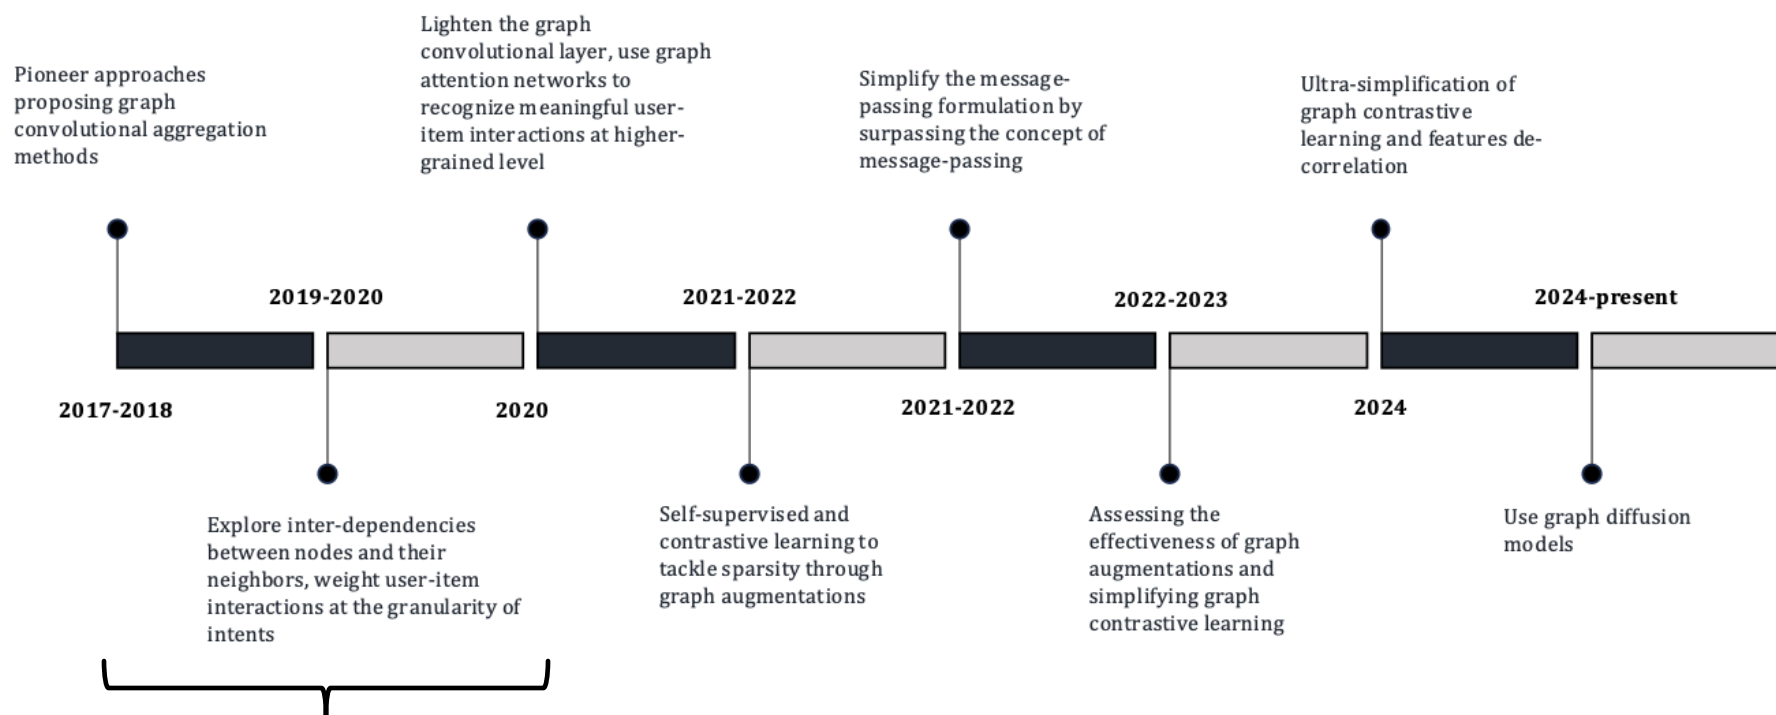 Pioneer approaches
proposing graph
convolutional aggregation
methods
Lighten the graph
convolutional layer, use graph
attention networks to
recognize meaningful user-
item interactions at higher-
grained level
Simplify the message-
passing formulation by
surpassing the concept of
message-passing
Ultra-simplification of
graph contrastive
learning and features de-
correlation
2019-2020
2021-2022
2022-2023
2024-present
2017-2018
2020
2021-2022
2024
Explore inter-dependencies
between nodes and their
neighbors, weight user-item
interactions at the granularity of
intents
Self-supervised and
contrastive learning to
tackle sparsity through
graph augmentations
Assessing the
effectiveness of graph
augmentations and
simplifying graph
contrastive learning
Use graph diffusion
models